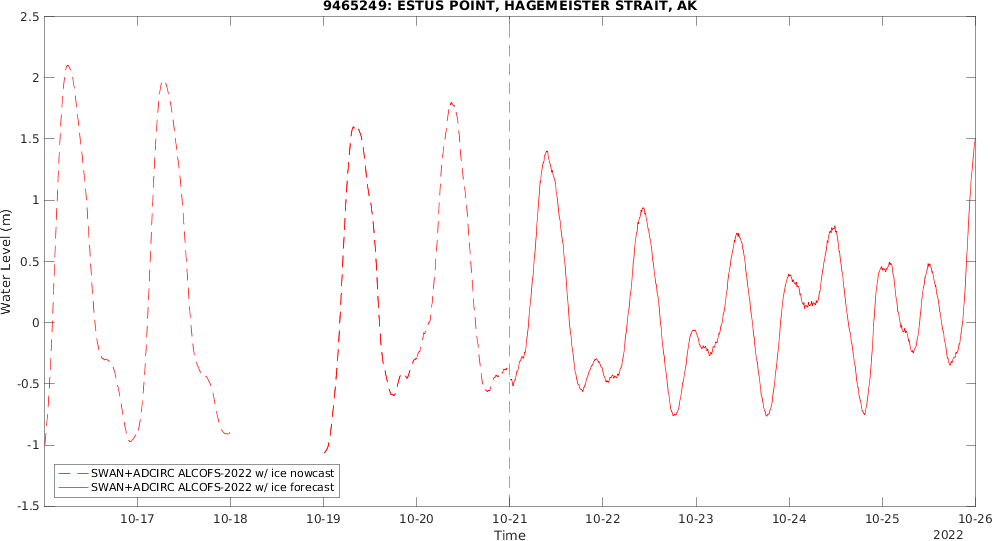 9465249: ESTUS POINT, HAGEMEISTER STRAIT, AK
2.5
2
1.5
1
0.5
0
-0.5
-1
-1.5
Water Level (m)
SWAN+ADCIRC ALCOFS-2022 w/ ice nowcast
SWAN+ADCIRC ALCOFS-2022 w/ ice forecast
10-17 10-18 10-19 10-20 10-21 10-22 10-23 10-24 10-25 10-26
Time
2022